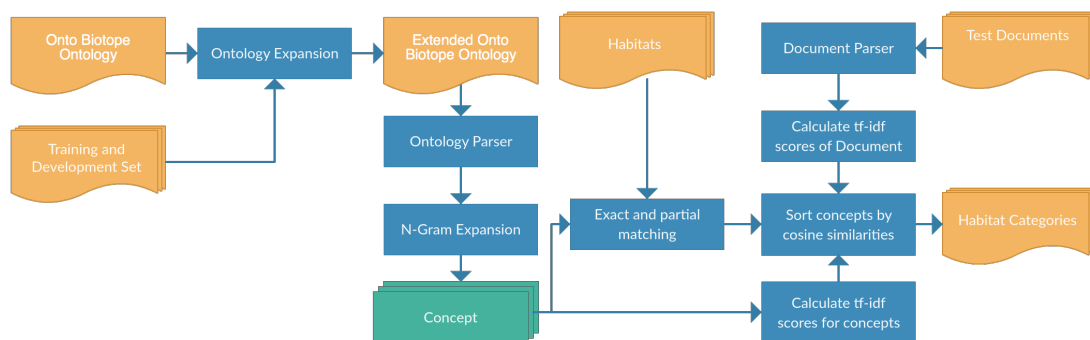 Onto Biotope
Ontology
Ontology Expansion
Extended Onto
Biotope Ontology
Habitats
Document Parser
Test Documents
Training and
Development Set
Ontology Parser
Calculate tf-idf
scores of Document
N-Gram Expansion
Exact and partial
matching
Sort concepts by
cosine similarities
Habitat Categories
Concept
Calculate tf-idf
scores for concepts